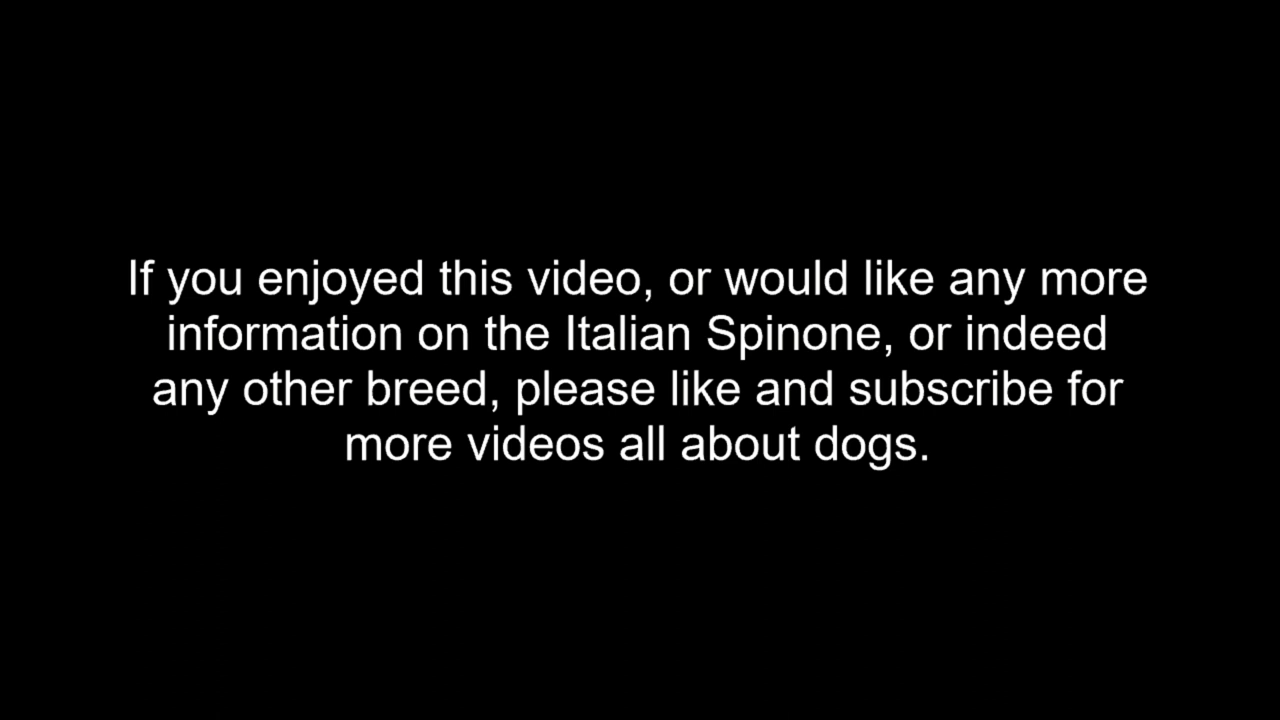 If you enjoyed this video, or would like any more
information on the Italian Spinone, or indeed
any other breed, please like and subscribe for
more videos all about dogs.